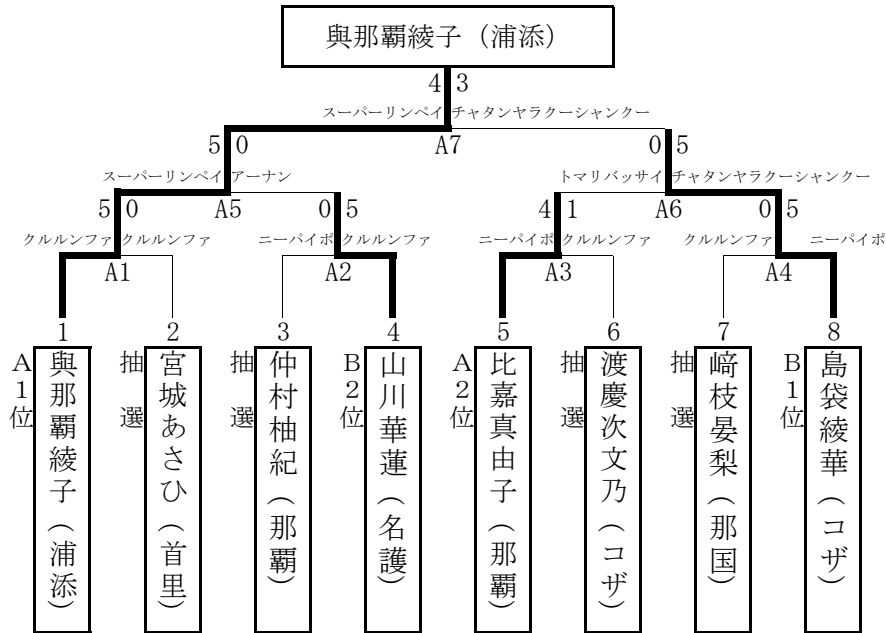 與那覇綾子（浦添）
4 3
スーパーリンペイ チャタンヤラクーシャンクー
5 0 A7 0 5
スーパーリンペイ アーナン トマリバッサイ チャタンヤラクーシャンクー
5 0 A5 0 5 4 1 A6 0 5
クルルンファ クルルンファ ニーパイポ クルルンファ ニーパイポ クルルンファ クルルンファ ニーパイポ
A1 A2 A3 A4
1 2 3 4 5 6 7 8
A1位
與那覇綾子（浦添）
抽選
宮城あさひ（首里）
抽選
仲村柚紀（那覇）
B2位
山川華蓮（名護）
A2位
比嘉真由子（那覇）
抽選
渡慶次文乃（コザ）
抽選
﨑枝晏梨（那国）
B1位
島袋綾華（コザ）